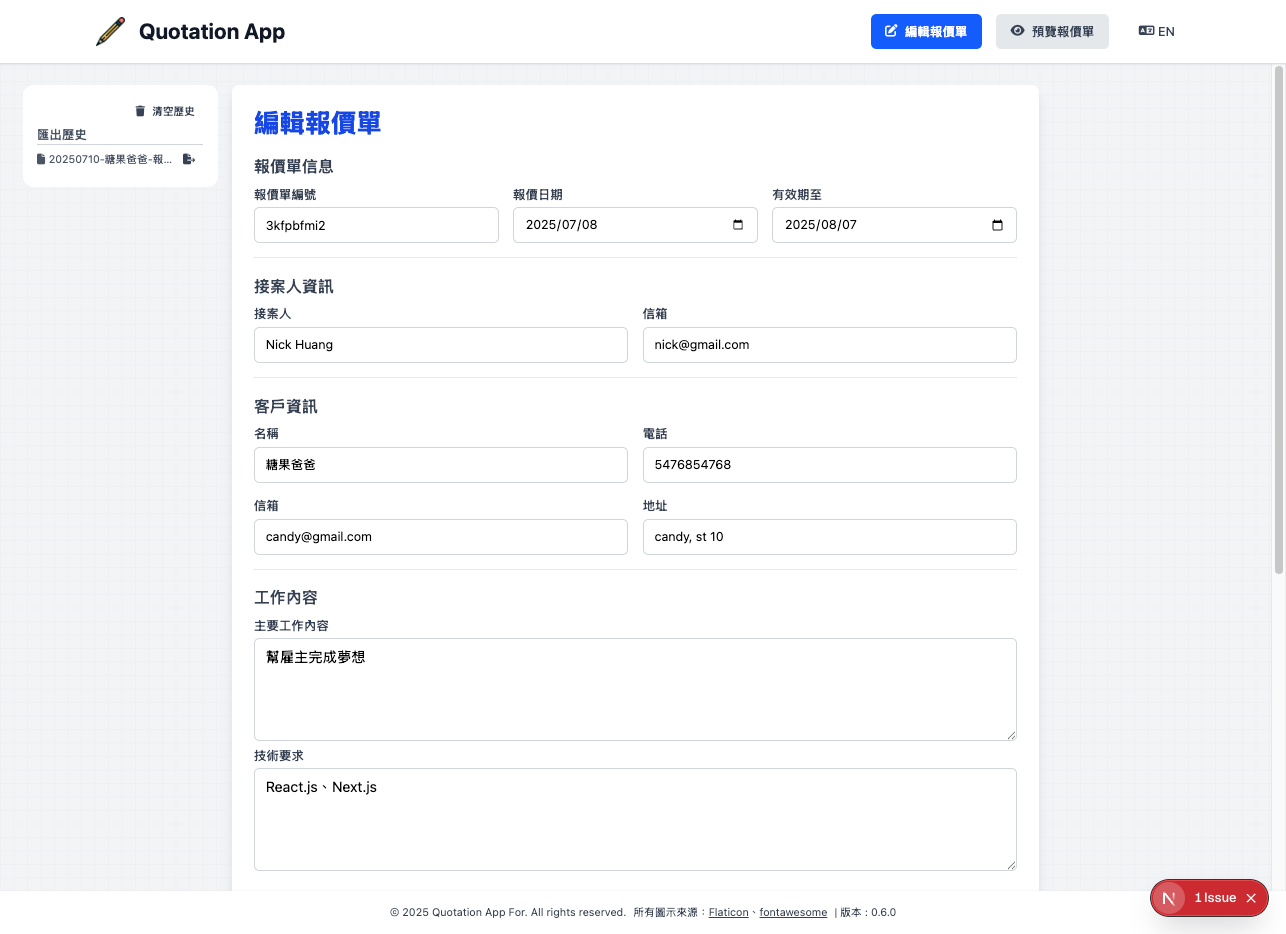 Quotation App
編輯報價單
預覽報價單
EN
清空歷史
匯出歷史
20250710-糖果爸爸-報...
編輯報價單
報價單信息
報價單編號
報價日期
有效期至
3kfpbfmi2
2025/07/08
2025/08/07
接案人資訊
接案人
信箱
Nick Huang
nick@gmail.com
客戶資訊
名稱
電話
糖果爸爸
5476854768
信箱
地址
candy@gmail.com
candy, st 10
工作內容
主要工作內容
幫雇主完成夢想
技術要求
React.js、Next.js
© 2025 Quotation App For. All rights reserved. 所有圖示來源：Flaticon、fontawesome | 版本 : 0.6.0
N 1 Issue